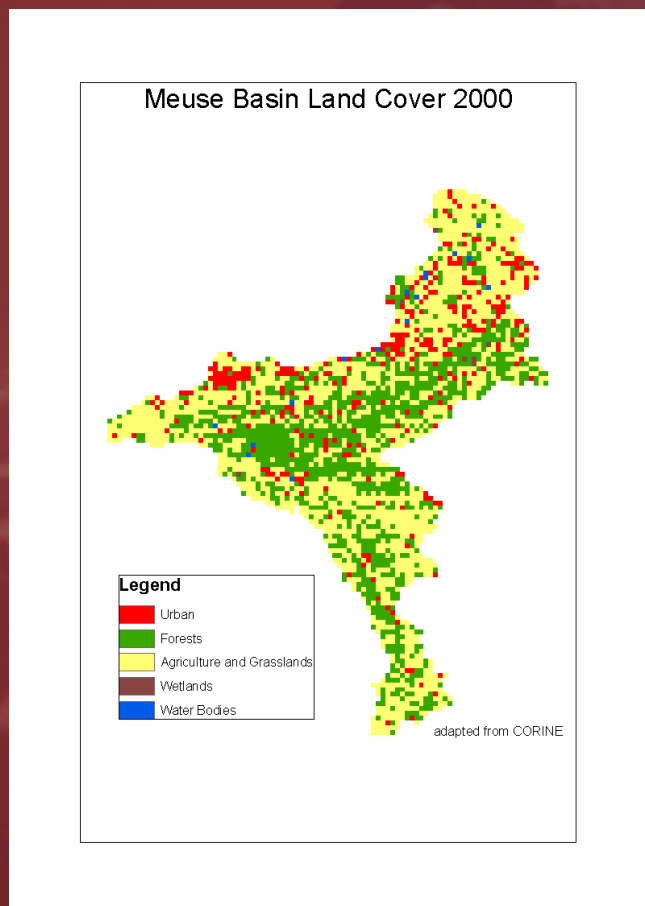 Meuse Basin Land Cover 2000
Legend
Urban
Forests
Agriculture and Grasslands
Wetlands
Water Bodies
adapted from CORINE